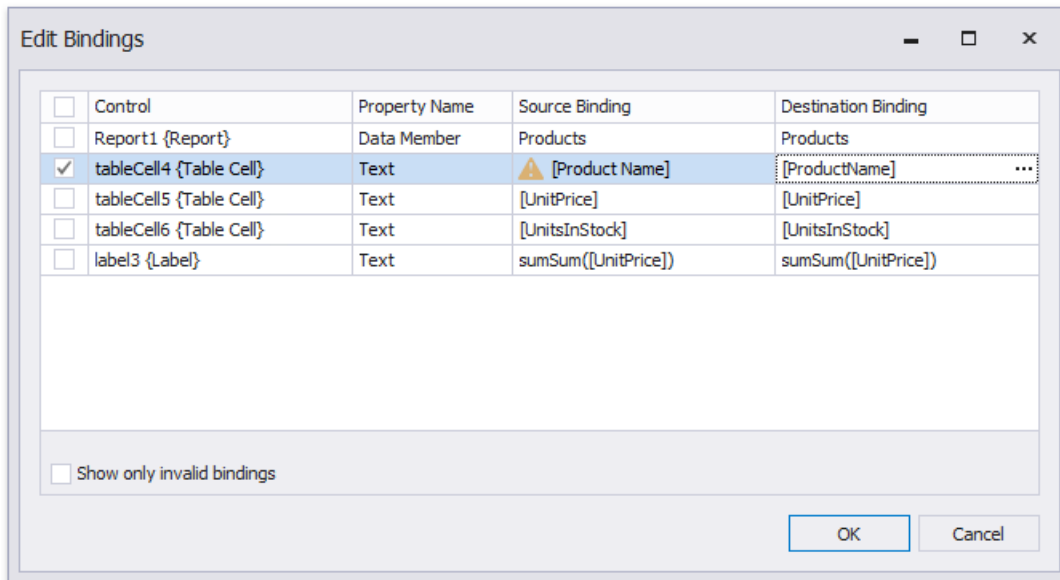 Edit Bindings
Control Property Name Source Binding Destination Binding
Report1 {Report} Data Member Products Products
tableCell4 {Table Cell} Text [Product Name] [ProductName] ...
tableCell5 {Table Cell} Text [UnitPrice] [UnitPrice]
tableCell6 {Table Cell} Text [UnitsInStock] [UnitsInStock]
label3 {Label} Text sumSum([UnitPrice]) sumSum([UnitPrice])
Show only invalid bindings
OK Cancel